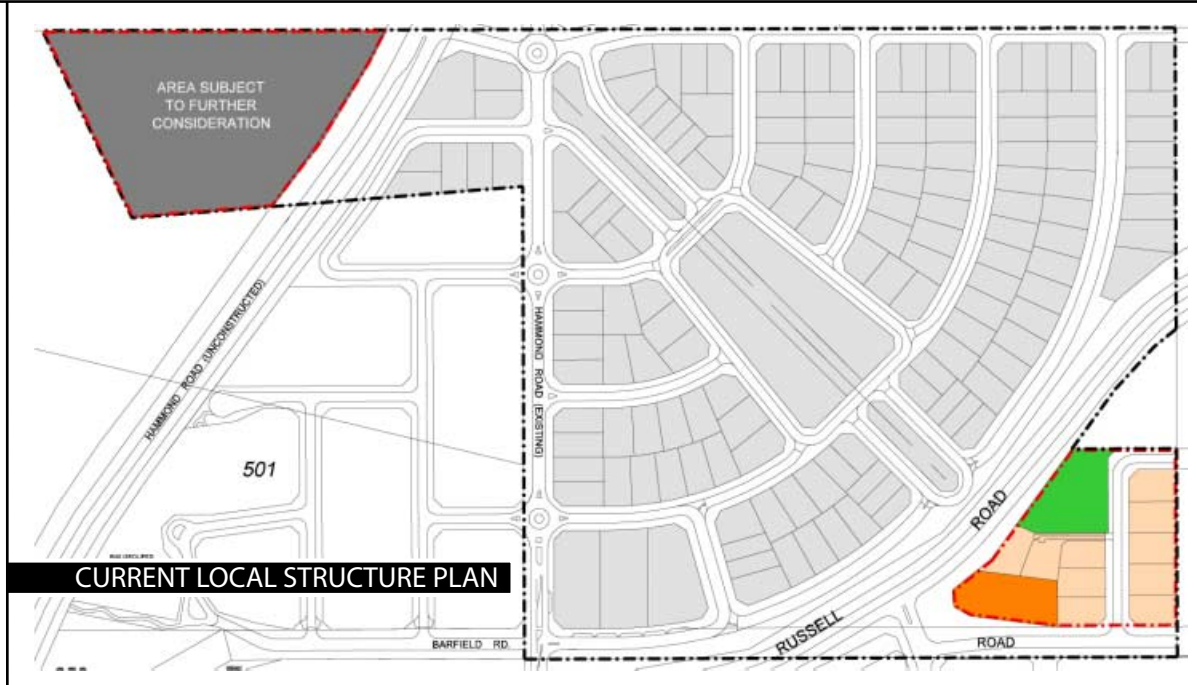 AREA SUBJECT
TO FURTHER
CONSIDERATION
HAMMOND ROAD (UNCONSTRUCTED)
HAMMOND ROAD (EXISTING)
501
ROAD
CURRENT LOCAL STRUCTURE PLAN
RUSSELL
BARFIELD RD.
ROAD